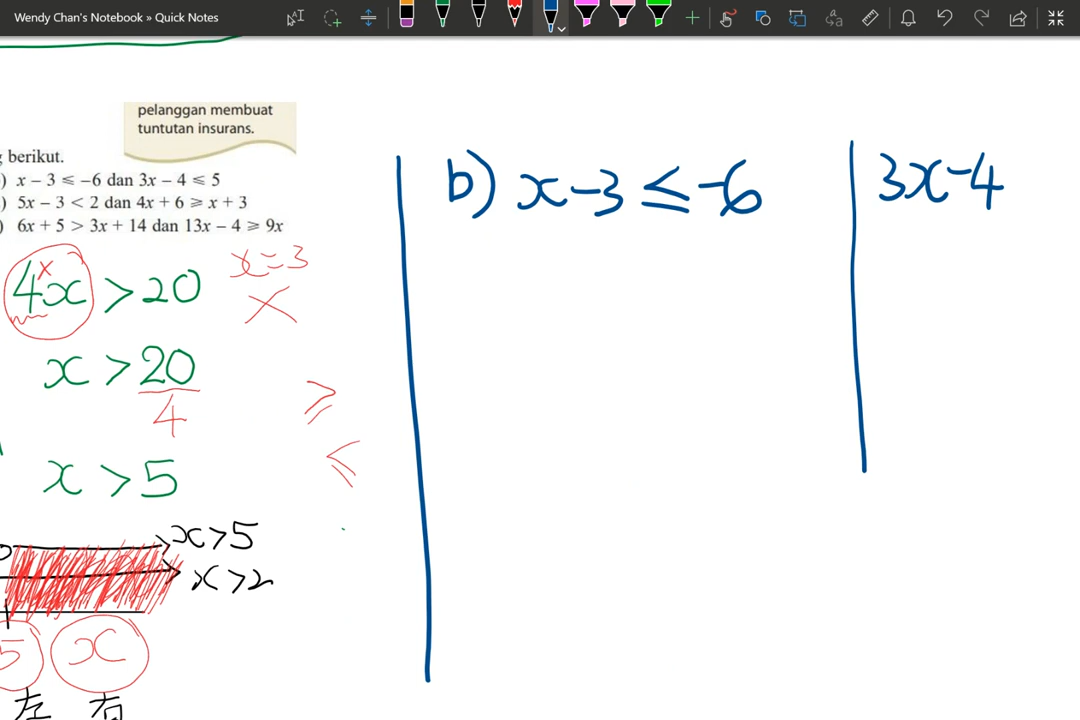 Wendy Chan's Notebook » Quick Notes
pelanggan membuat
tuntutan insurans.
berikut.
) x − 3 ⩽ −6 dan 3x − 4 ⩽ 5
) 5x − 3 < 2 dan 4x + 6 ⩾ x + 3
) 6x + 5 > 3x + 14 dan 13x − 4 ⩾ 9x
4x > 20
x
x = 3
x > 20
4
x > 5
⩾
⩽
x > 5
x > 2
5
x
左 右
b) x − 3 ≤ −6
3x − 4